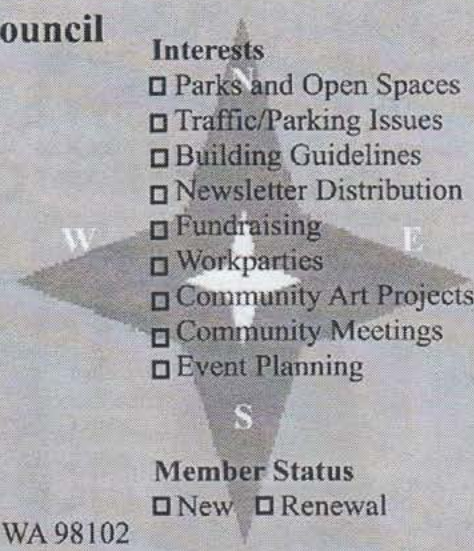 ouncil
Interests
N
☐ Parks and Open Spaces
☐ Traffic/Parking Issues
☐ Building Guidelines
☐ Newsletter Distribution
☐ Fundraising
W E
☐ Workparties
☐ Community Art Projects
☐ Community Meetings
☐ Event Planning
S
Member Status
☐ New ☐ Renewal
WA 98102